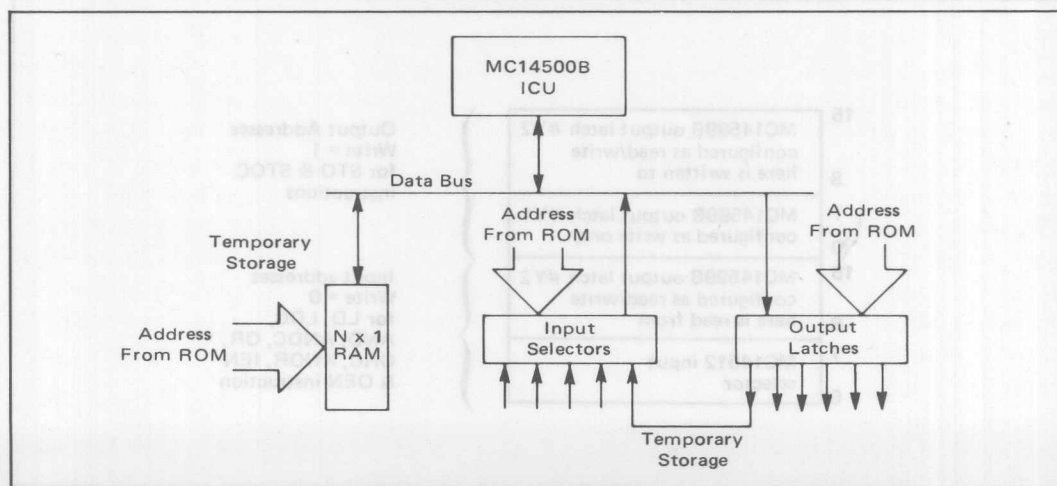 MC14500B
ICU
Data Bus
Address
From ROM
Address
From ROM
Temporary
Storage
Address
From ROM
N x
RAM
Input
Selectors
Output
Latches
Temporary
Storage